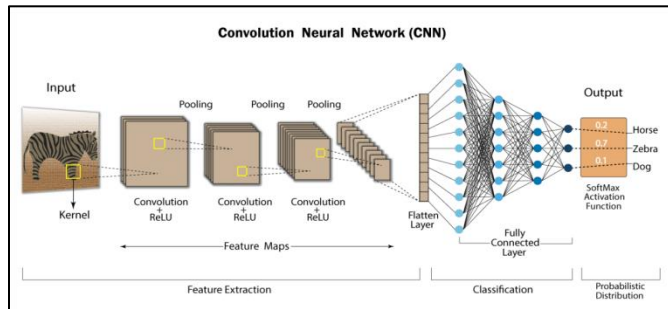 Convolution Neural Network (CNN)
Input
Output
Pooling
Pooling
Pooling
0.2
Horse
0.7
Zebra
0.1
Dog
Kernel
Convolution
+
ReLU
Convolution
+
ReLU
Convolution
+
ReLU
Flatten
Layer
SoftMax
Activation
Function
Fully
Connected
Layer
Feature Maps
Feature Extraction
Classification
Probabilistic
Distribution